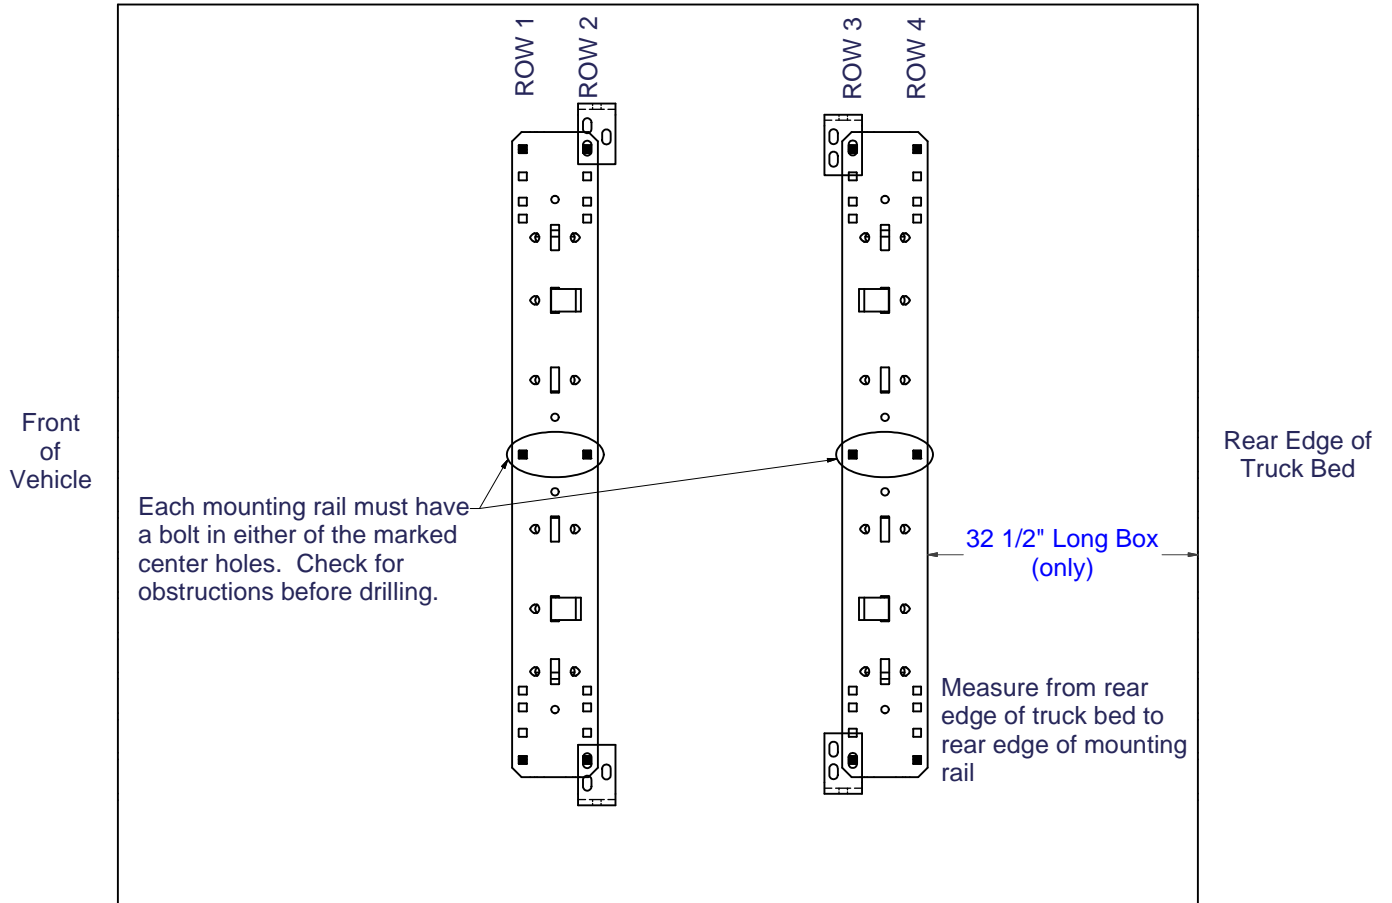 ROW 1
ROW 2
ROW 3
ROW 4
Front
of
Vehicle
Rear Edge of
Truck Bed
Each mounting rail must have
a bolt in either of the marked
center holes.  Check for
obstructions before drilling.
32 1/2" Long Box
(only)
Measure from rear
edge of truck bed to
rear edge of mounting
rail